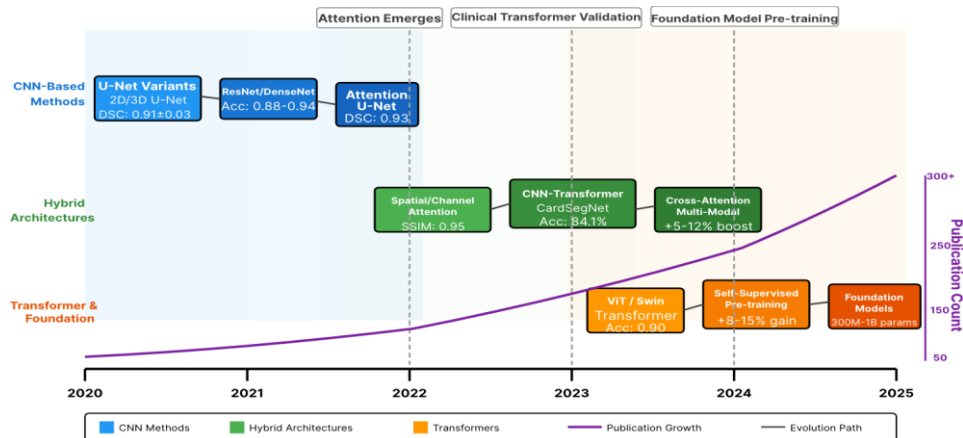 Attention Emerges
Clinical Transformer Validation
Foundation Model Pre-training
CNN-Based
Methods
U-Net Variants
2D/3D U-Net
DSC: 0.91±0.03
ResNet/DenseNet
Acc: 0.88-0.94
Attention
U-Net
DSC: 0.93
Hybrid
Architectures
Spatial/Channel
Attention
SSIM: 0.95
CNN-Transformer
CardSegNet
Acc: 84.1%
Cross-Attention
Multi-Modal
+5-12% boost
Transformer &
Foundation
ViT / Swin
Transformer
Acc: 0.90
Self-Supervised
Pre-training
+8-15% gain
Foundation
Models
300M-1B params
300+
250
150
50
Publication Count
2020
2021
2022
2023
2024
2025
CNN Methods
Hybrid Architectures
Transformers
Publication Growth
Evolution Path